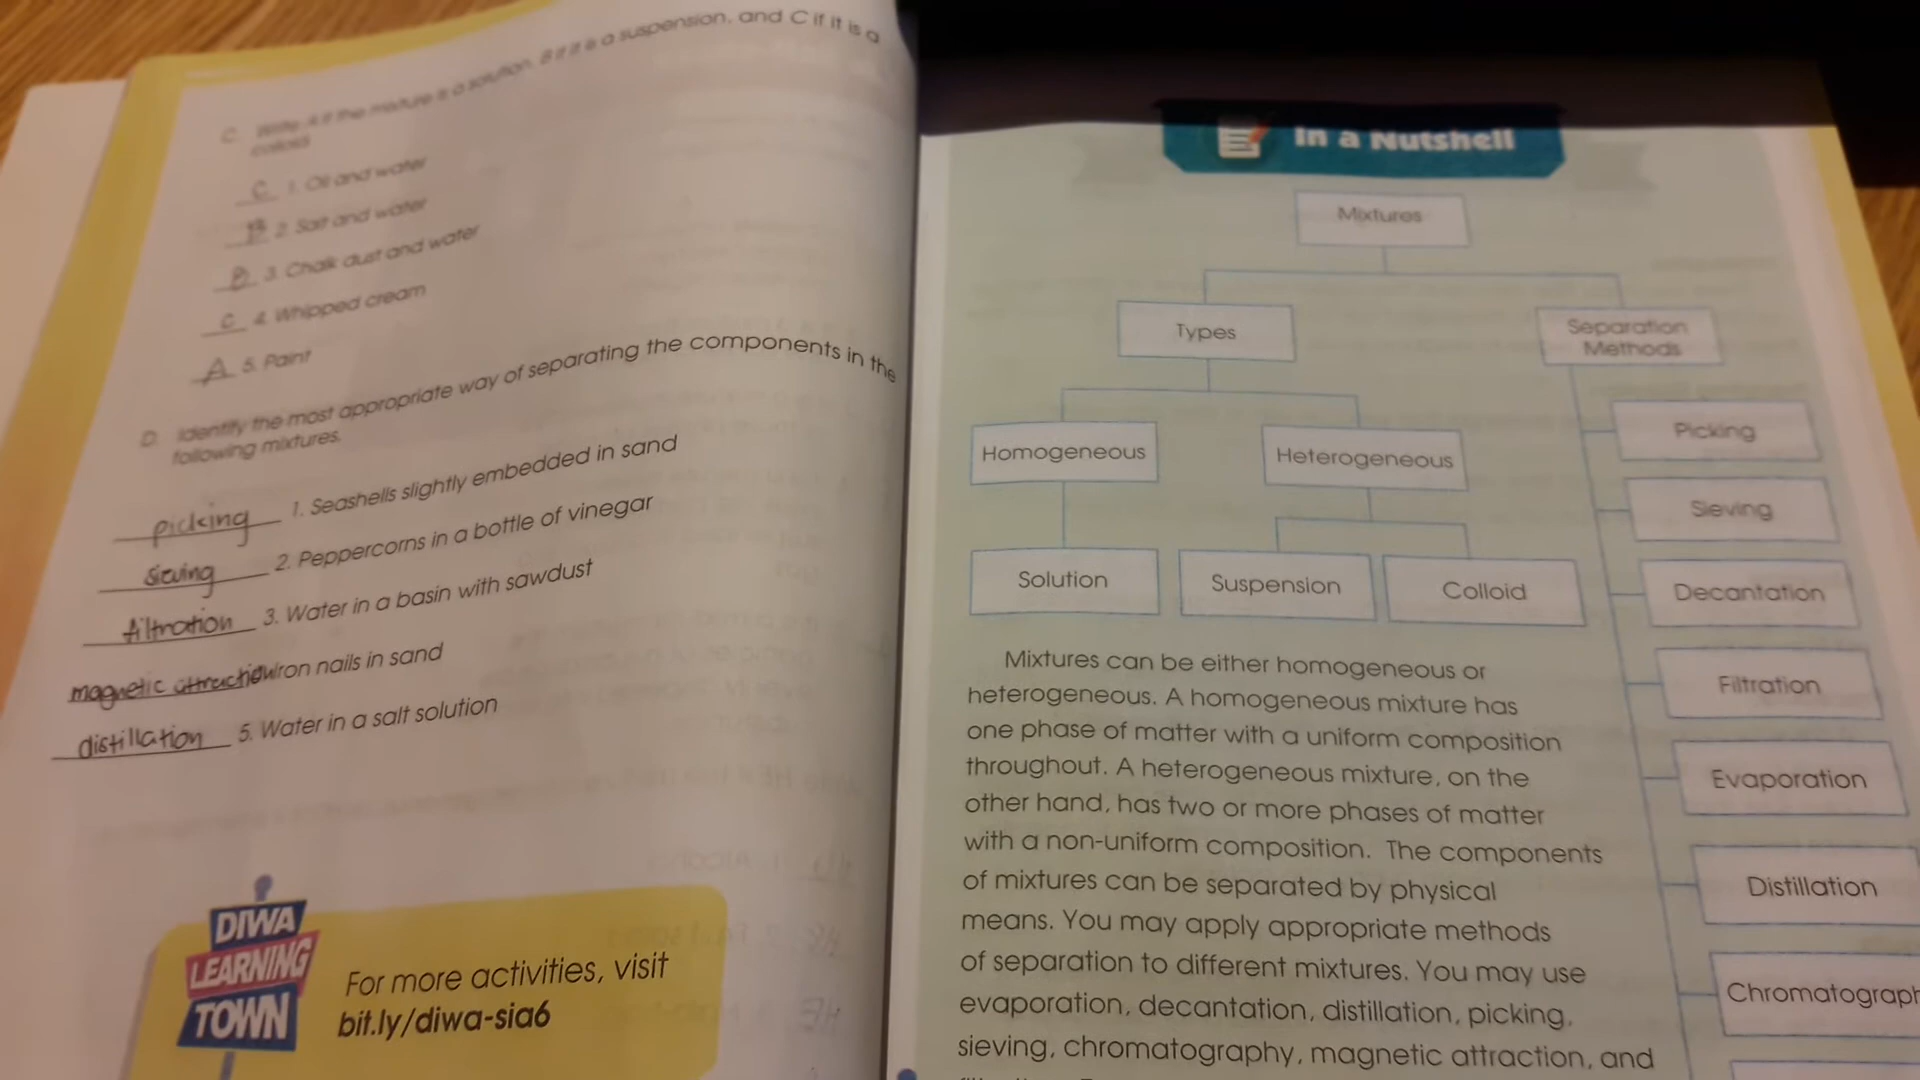 C. Write A if the mixture is a solution, B if it is a suspension, and C if it is a
colloid.
C 1. Oil and water
B 2. Salt and water
B 3. Chalk dust and water
C 4. Whipped cream
A 5. Paint
D. Identify the most appropriate way of separating the components in the
following mixtures.
picking 1. Seashells slightly embedded in sand
sieving 2. Peppercorns in a bottle of vinegar
filtration 3. Water in a basin with sawdust
magnetic attraction Iron nails in sand
distillation 5. Water in a salt solution
DIWA
LEARNING
TOWN
For more activities, visit
bit.ly/diwa-sia6
In a Nutshell
Mixtures
Types
Separation
Methods
Homogeneous
Heterogeneous
Solution
Suspension
Colloid
Picking
Sieving
Decantation
Filtration
Evaporation
Distillation
Chromatograph
Mixtures can be either homogeneous or
heterogeneous. A homogeneous mixture has
one phase of matter with a uniform composition
throughout. A heterogeneous mixture, on the
other hand, has two or more phases of matter
with a non-uniform composition. The components
of mixtures can be separated by physical
means. You may apply appropriate methods
of separation to different mixtures. You may use
evaporation, decantation, distillation, picking,
sieving, chromatography, magnetic attraction, and